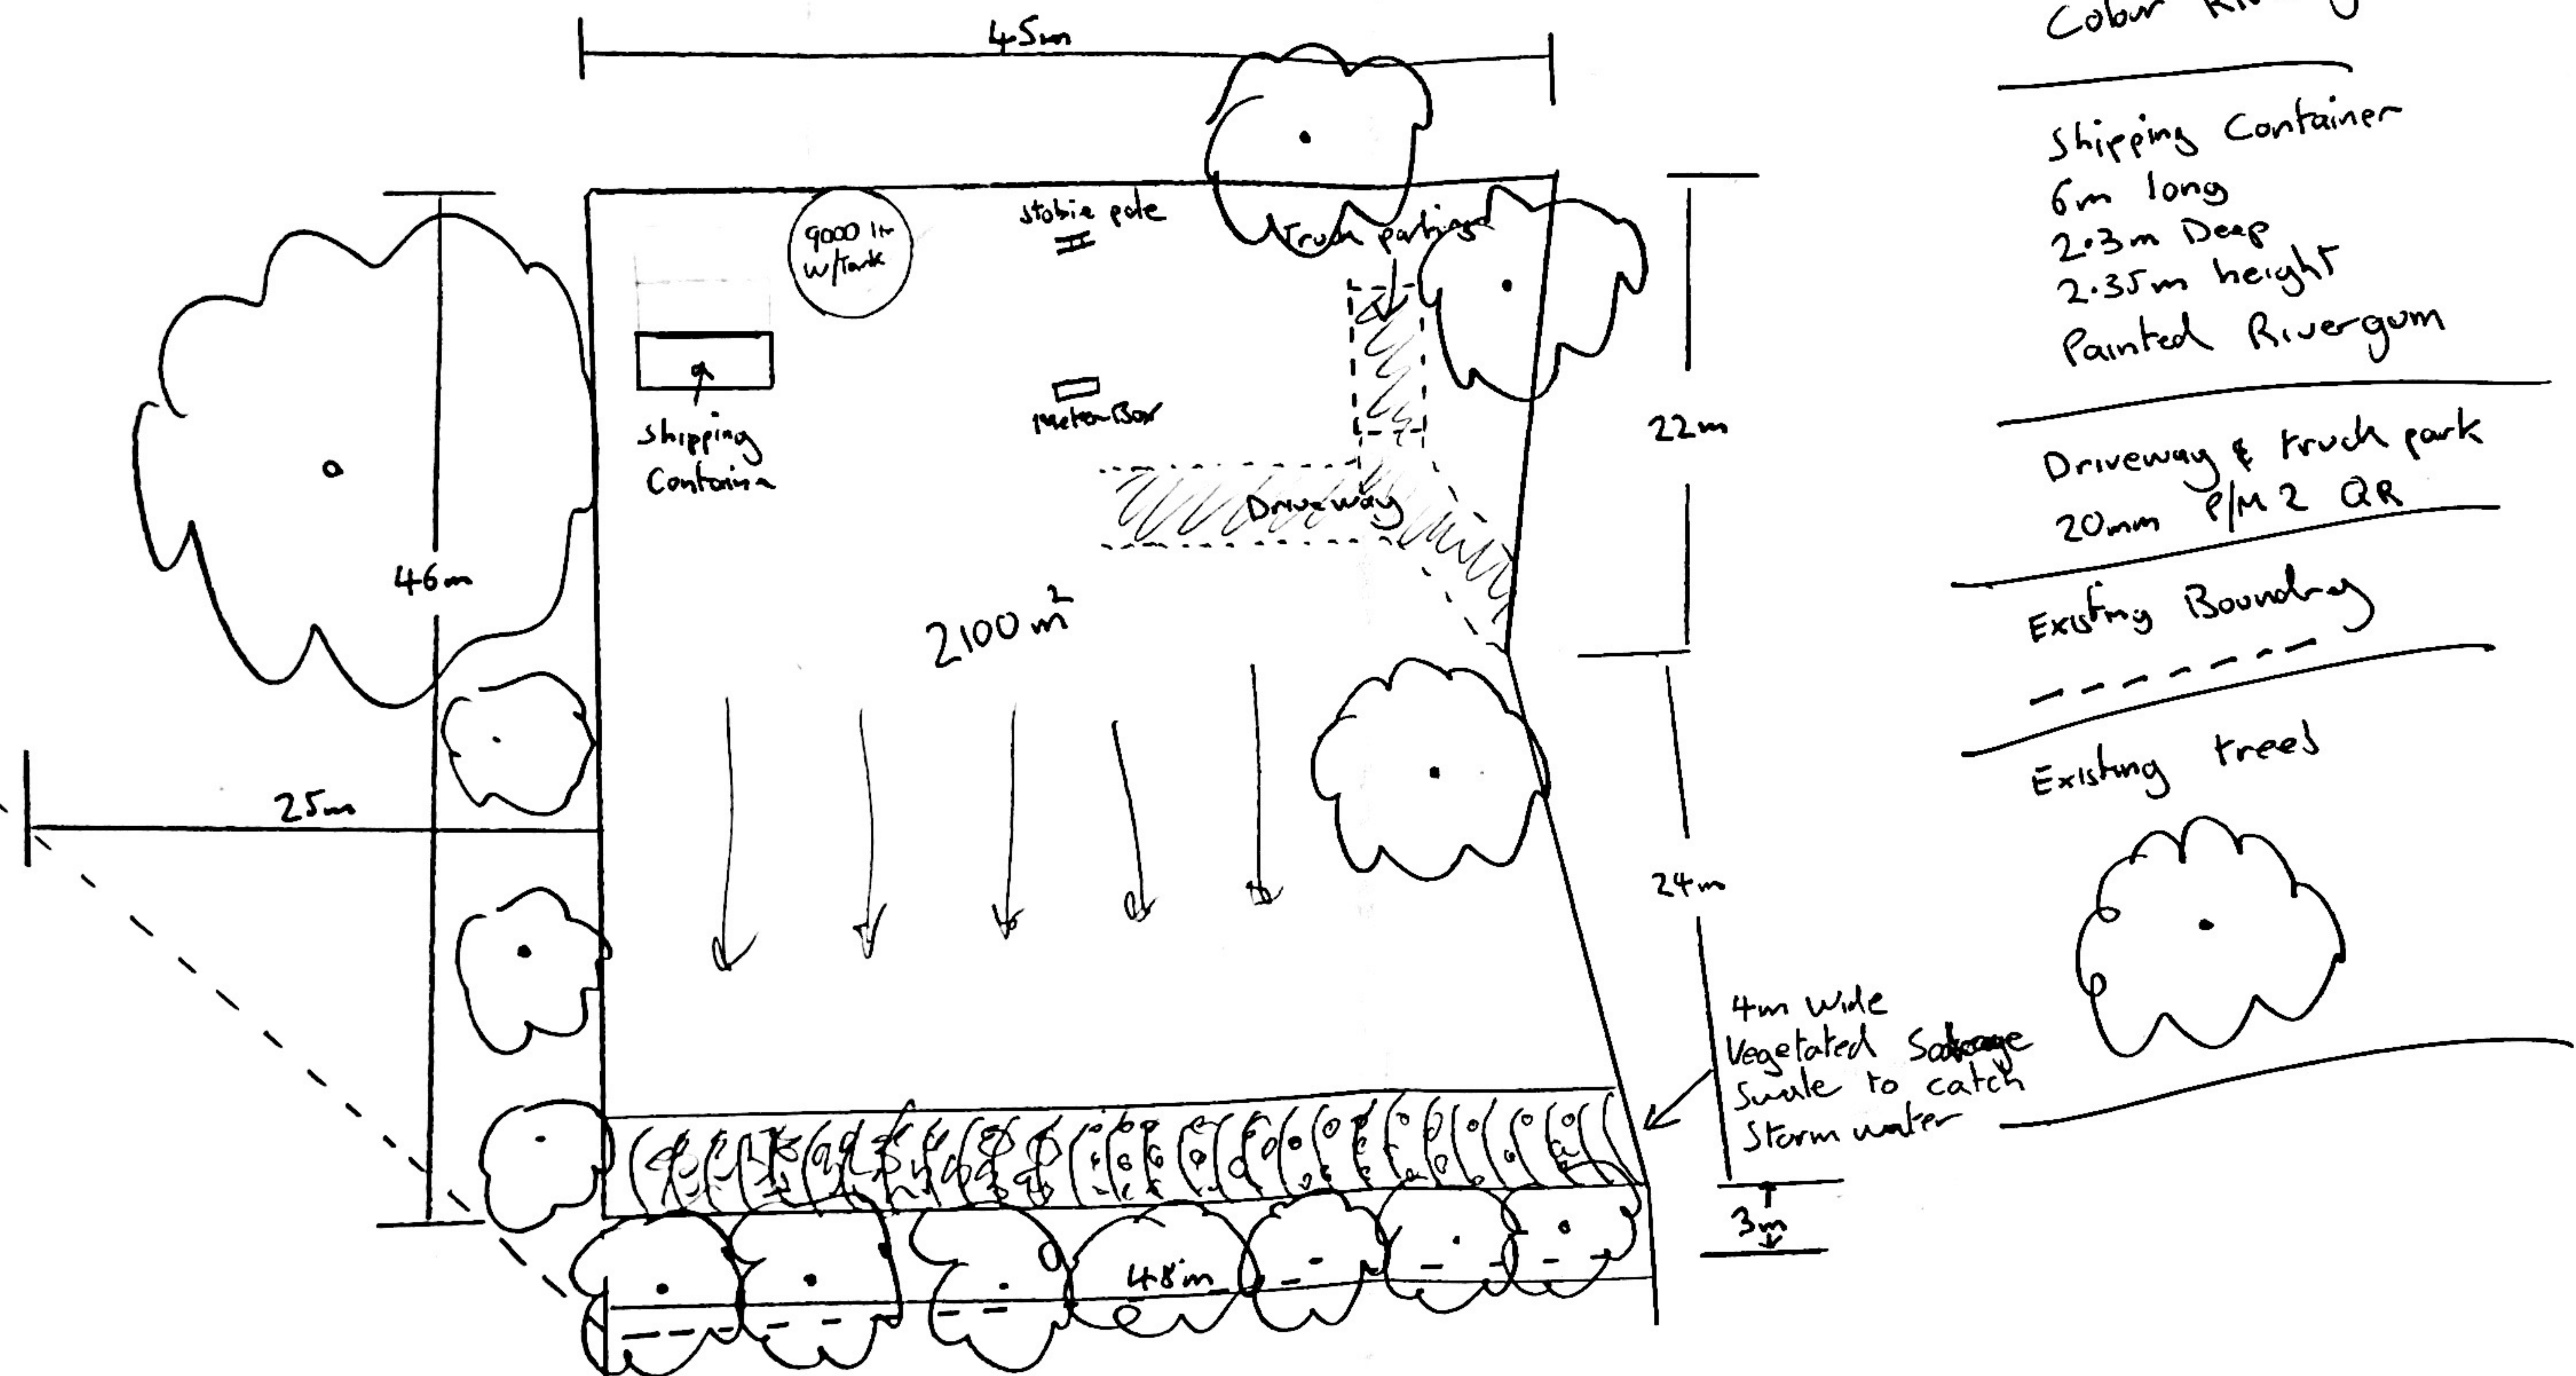 45m
Colour
Shipping Container
6m long
2.3m Deep
2.35m height
Painted Rivergum
Driveway & truck park
20mm P/M 2 QR
Existing Boundry
Existing trees
9000 ltr
W/Tank
Stobie pole
Truck parking
Shipping
Container
Meter Box
Driveway
22m
46m
2100 m²
25m
24m
4m wide
Vegetated
Swale to catch
Storm water
3m
48m